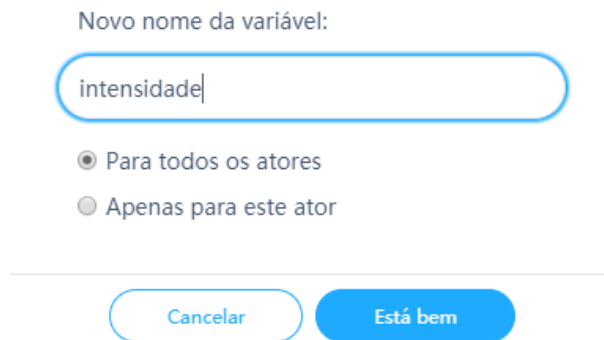 Novo nome da variável:
intensidade
Para todos os atores
Apenas para este ator
Cancelar
Está bem